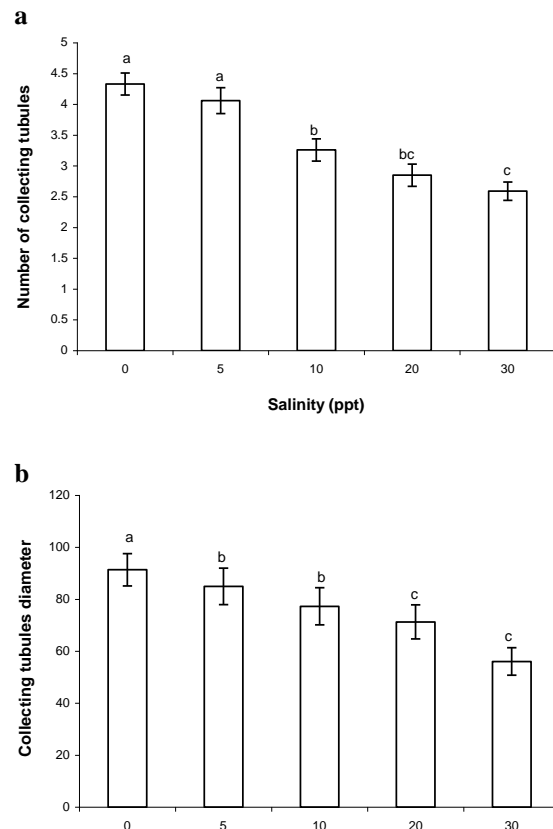 a
5
4.5
4
3.5
3
2.5
2
1.5
1
0.5
0
Number of collecting tubules
a
a
b
bc
c
0 5 10 20 30
Salinity (ppt)
b
120
100
80
60
40
20
0
Collecting tubules diameter
a
b
b
c
c
0 5 10 20 30